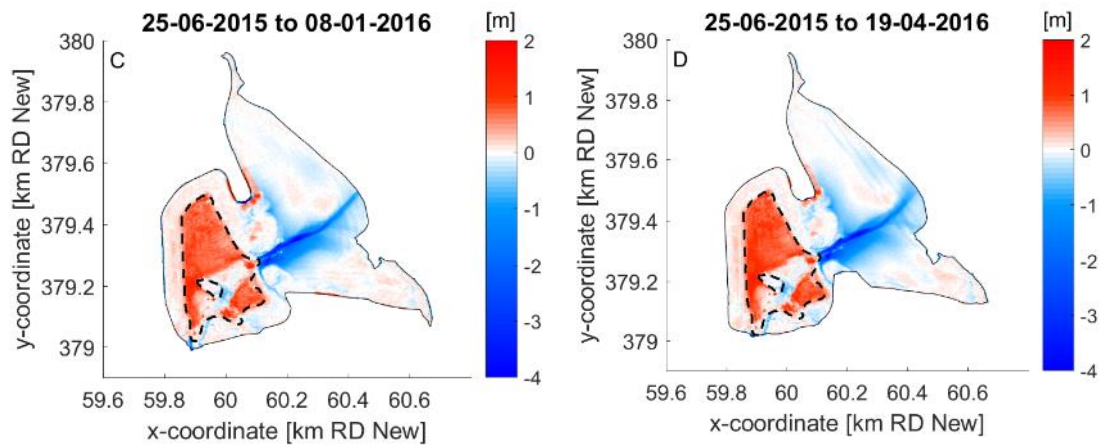 25-06-2015 to 08-01-2016 [m]
C
380
379.8
379.6
379.4
379.2
379
y-coordinate [km RD New]
59.6 59.8 60 60.2 60.4 60.6
x-coordinate [km RD New]
2
1
0
-1
-2
-3
-4
25-06-2015 to 19-04-2016 [m]
D
380
379.8
379.6
379.4
379.2
379
y-coordinate [km RD New]
59.6 59.8 60 60.2 60.4 60.6
x-coordinate [km RD New]
2
1
0
-1
-2
-3
-4